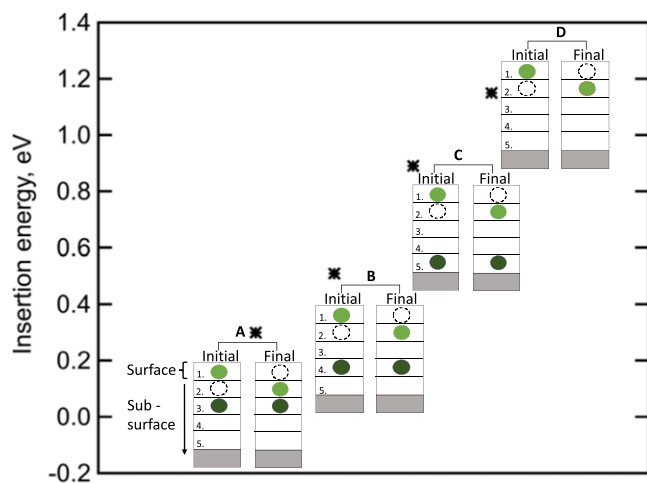 1.4
1.2
1.0
0.8
0.6
0.4
0.2
0.0
-0.2
Insertion energy, eV
D
Initial Final
1.
2.
3.
4.
5.
C
Initial Final
1.
2.
3.
4.
5.
B
Initial Final
1.
2.
3.
4.
5.
A
Initial Final
Surface
1.
2.
3.
4.
5.
Sub -
surface